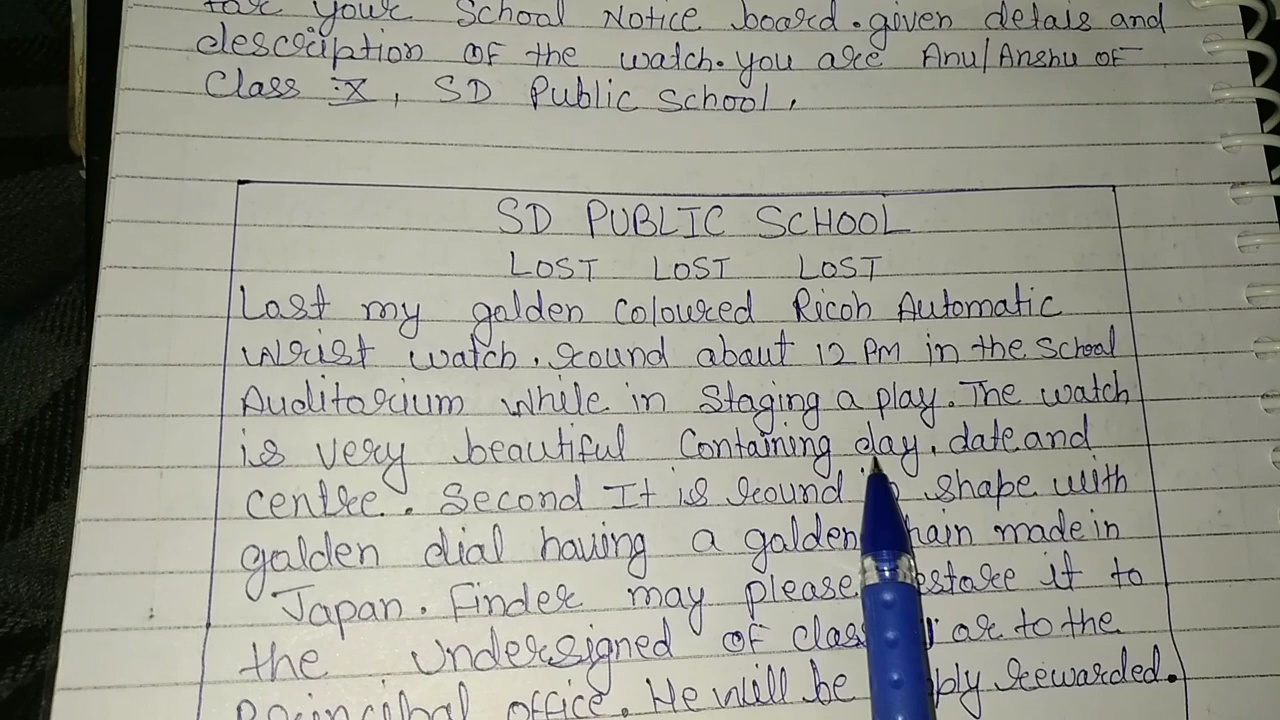 for your School Notice board. given detais and
description of the watch. you are Anu/Anshu of
Class X, SD Public School,
SD PUBLIC SCHOOL
LOST LOST LOST
Lost my golden coloured Ricoh Automatic
Wrist watch. round about 12 PM in the School
Auditorium while in Staging a play. The watch
is very beautiful Containing day, date and
centre. Second It is round shape with
golden dial having a golden made in
Japan. Finder may please it to
the undersigned of or to the
office. He will be rewarded.